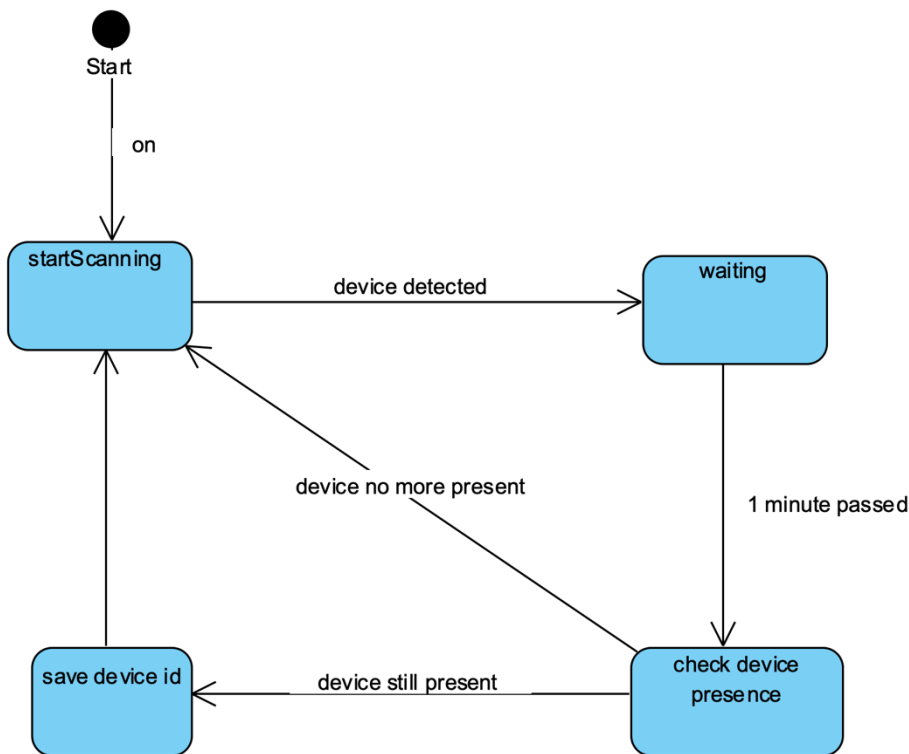 Start
on
startScanning
device detected
waiting
device no more present
1 minute passed
save device id
device still present
check device
presence